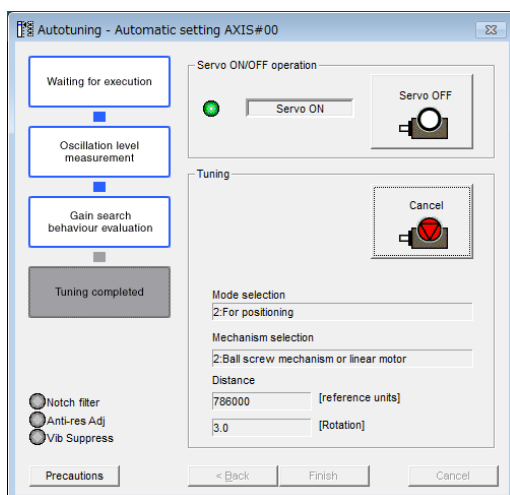 Autotuning - Automatic setting AXIS#00
Waiting for execution
Oscillation level
measurement
Gain search
behaviour evaluation
Tuning completed
Notch filter
Anti-res Adj
Vib Suppress
Servo ON/OFF operation
Servo ON
Servo OFF
Tuning
Cancel
Mode selection
2:For positioning
Mechanism selection
2:Ball screw mechanism or linear motor
Distance
786000 [reference units]
3.0 [Rotation]
Precautions
< Back
Finish
Cancel